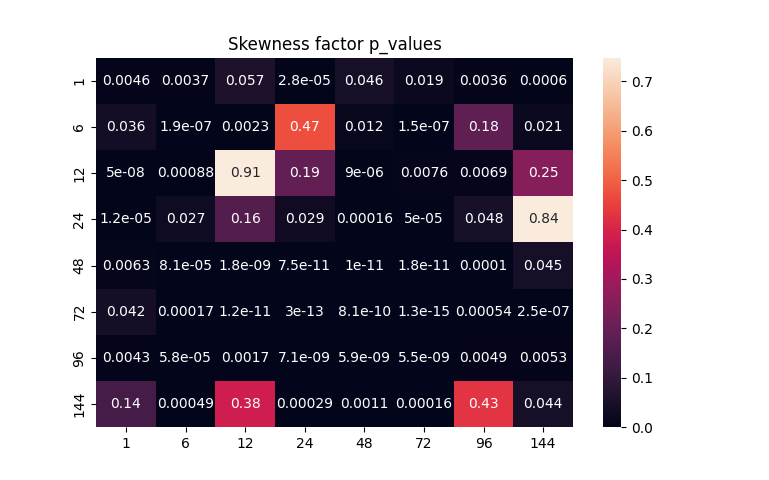 Skewness factor p_values
1 0.0046 0.0037 0.057 2.8e-05 0.046 0.019 0.0036 0.0006
6 0.036 1.9e-07 0.0023 0.47 0.012 1.5e-07 0.18 0.021
12 5e-08 0.00088 0.91 0.19 9e-06 0.0076 0.0069 0.25
24 1.2e-05 0.027 0.16 0.029 0.00016 5e-05 0.048 0.84
48 0.0063 8.1e-05 1.8e-09 7.5e-11 1e-11 1.8e-11 0.0001 0.045
72 0.042 0.00017 1.2e-11 3e-13 8.1e-10 1.3e-15 0.00054 2.5e-07
96 0.0043 5.8e-05 0.0017 7.1e-09 5.9e-09 5.5e-09 0.0049 0.0053
144 0.14 0.00049 0.38 0.00029 0.0011 0.00016 0.43 0.044
1 6 12 24 48 72 96 144
0.7
0.6
0.5
0.4
0.3
0.2
0.1
0.0